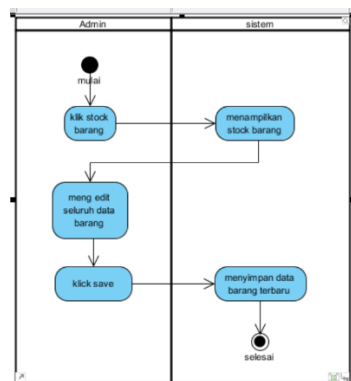 Admin
sistem
mulai
klik stock
barang
menampilkan
stock barang
meng edit
seluruh data
barang
klick save
menyimpan data
barang terbaru
selesai